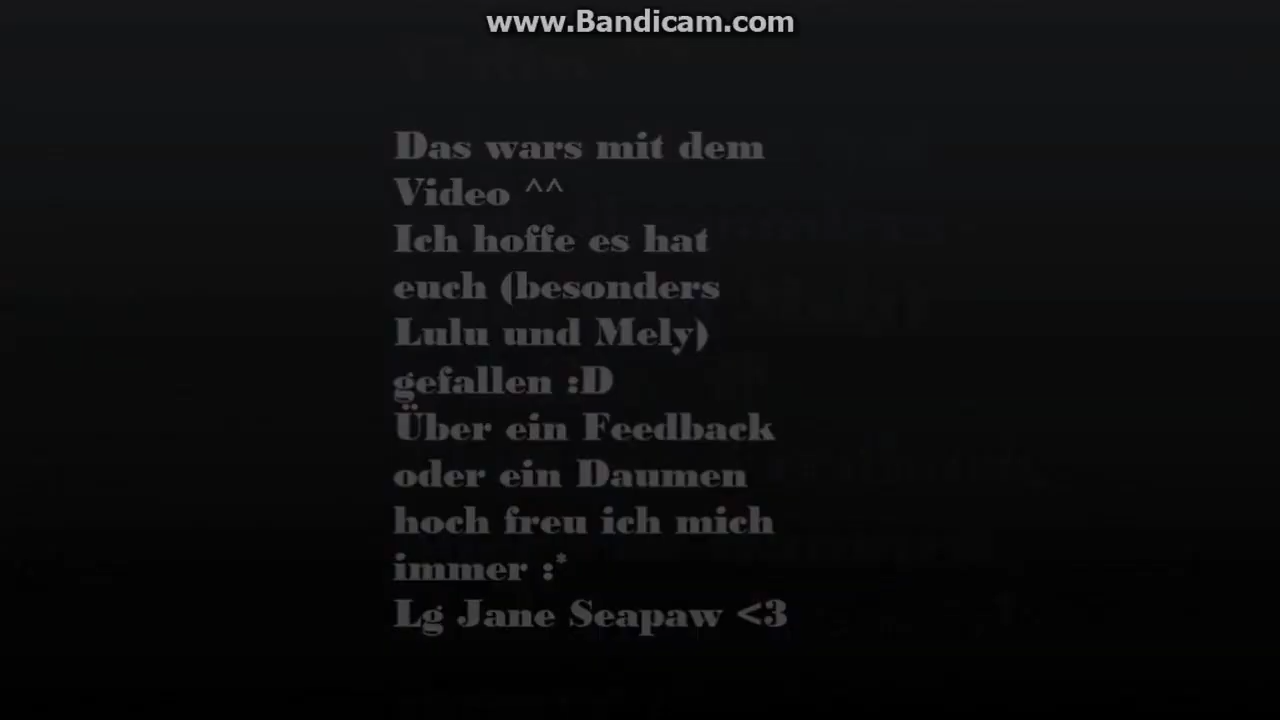 www.Bandicam.com
Das wars mit dem
Video ^^
Ich hoffe es hat
euch (besonders
Lulu und Mely)
gefallen :D
Über ein Feedback
oder ein Daumen
hoch freu ich mich
immer :*
Lg Jane Seapaw <3